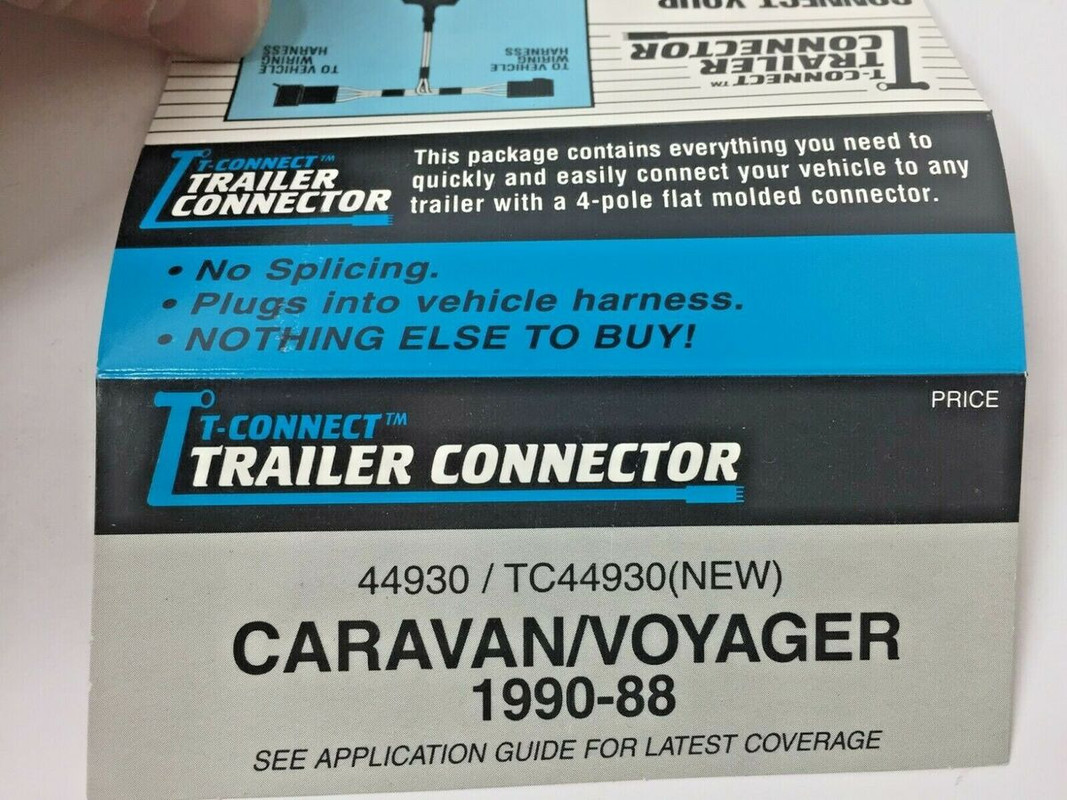 CONNECT YOUR
T-CONNECT™
TRAILER
CONNECTOR
TO VEHICLE
WIRING
HARNESS
TO VEHICLE
WIRING
HARNESS
T-CONNECT™
TRAILER
CONNECTOR
This package contains everything you need to
quickly and easily connect your vehicle to any
trailer with a 4-pole flat molded connector.
• No Splicing.
• Plugs into vehicle harness.
• NOTHING ELSE TO BUY!
T-CONNECT™
TRAILER CONNECTOR
PRICE
44930 / TC44930(NEW)
CARAVAN/VOYAGER
1990-88
SEE APPLICATION GUIDE FOR LATEST COVERAGE